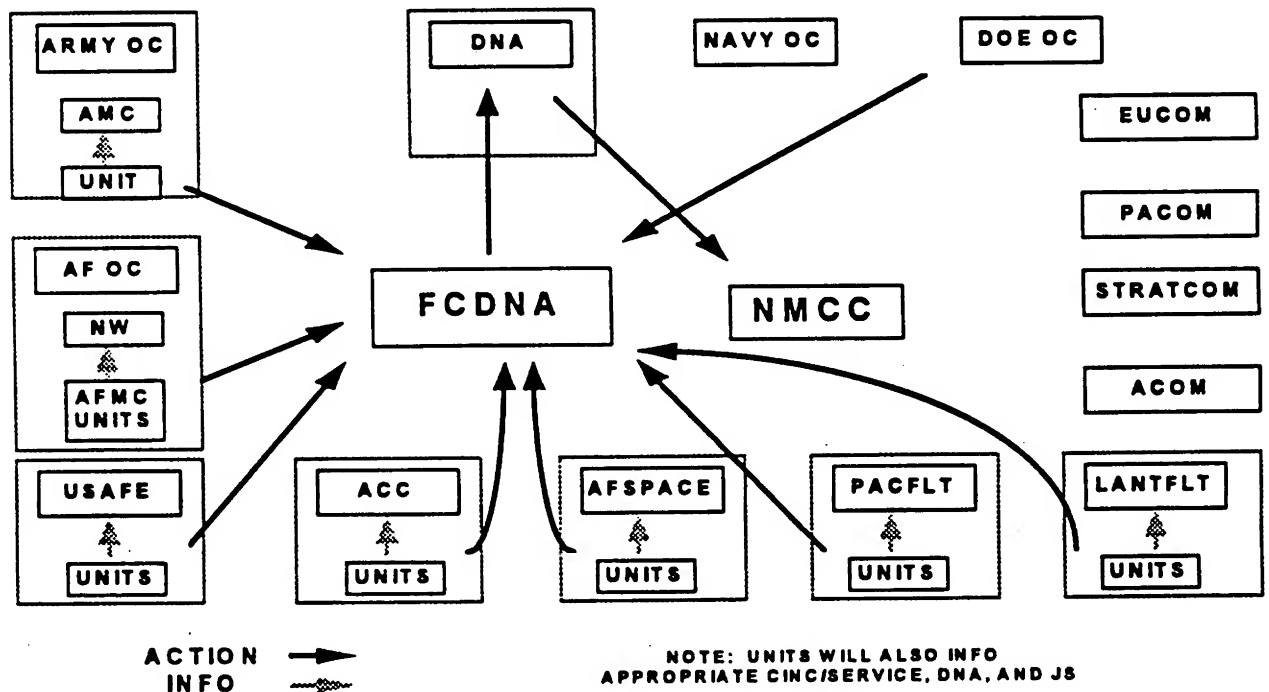 ARMY OC
DNA
NAVY OC
DOE OC
AMC
EUCOM
UNIT
PACOM
AF OC
FCDNA
NMCC
STRATCOM
NW
AFMC
UNITS
ACOM
USAFE
ACC
AFSPACE
PACFLT
LANTFLT
UNITS
UNITS
UNITS
UNITS
UNITS
ACTION
INFO
NOTE: UNITS WILL ALSO INFO
APPROPRIATE CINC/SERVICE, DNA, AND JS